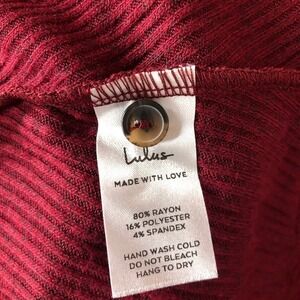 Lulus
MADE WITH LOVE
80% RAYON
16% POLYESTER
4% SPANDEX
HAND WASH COLD
DO NOT BLEACH
HANG TO DRY